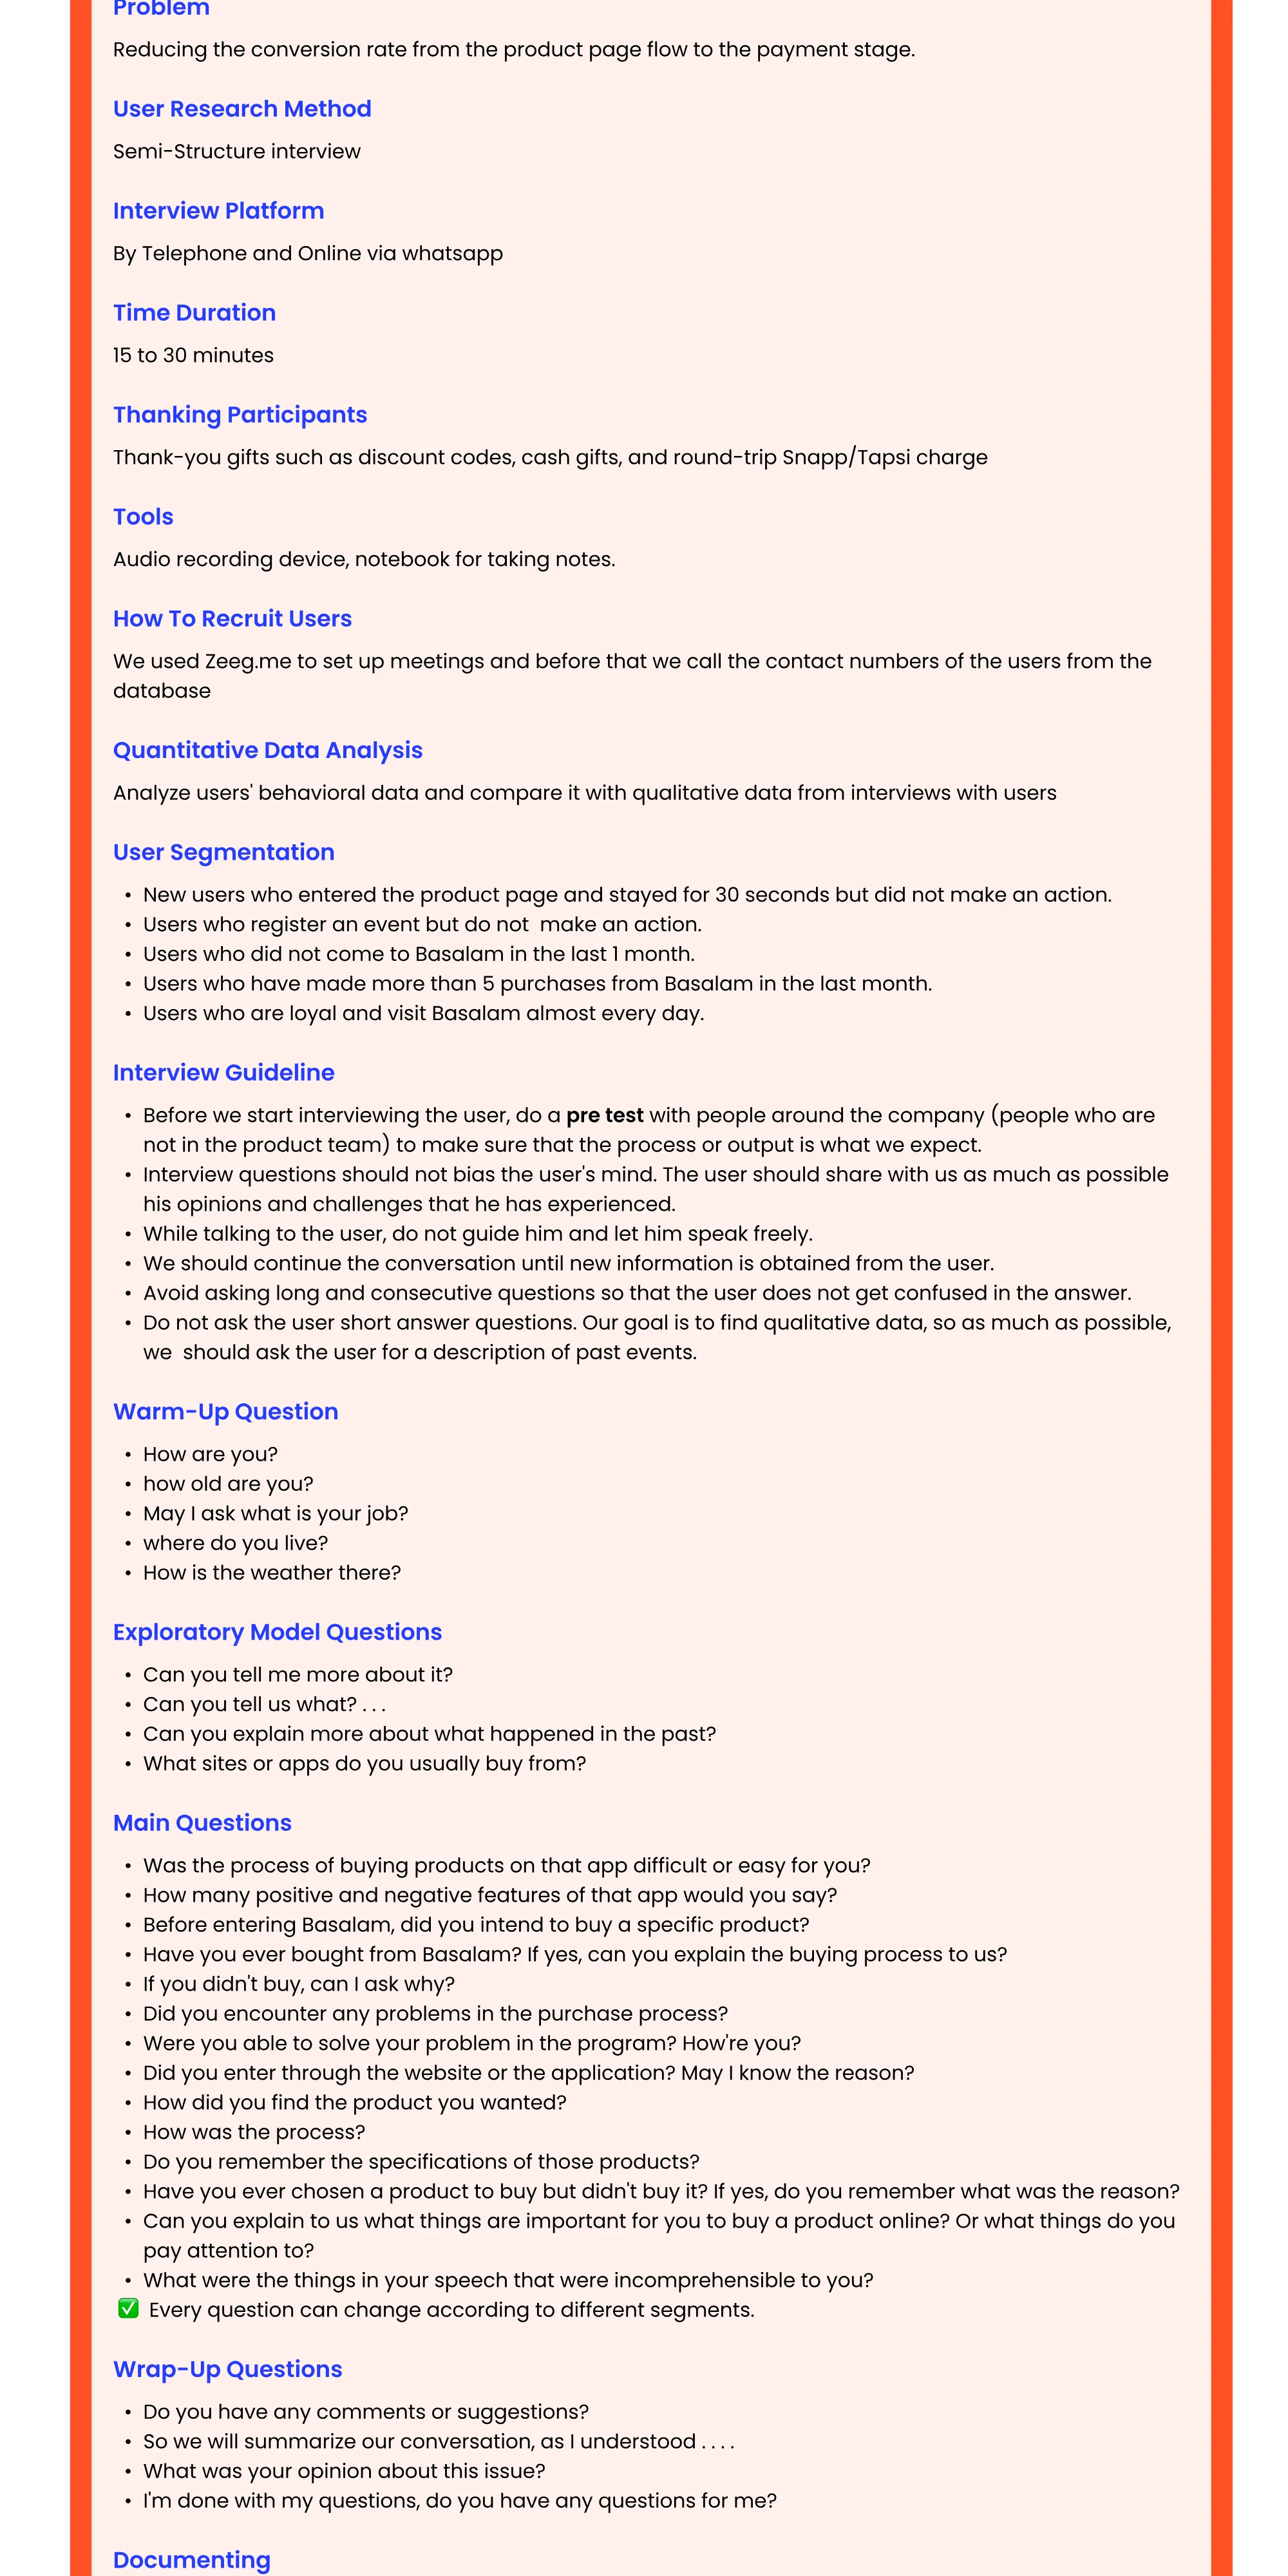 Problem
Reducing the conversion rate from the product page flow to the payment stage.
User Research Method
Semi-Structure interview
Interview Platform
By Telephone and Online via whatsapp
Time Duration
15 to 30 minutes
Thanking Participants
Thank-you gifts such as discount codes, cash gifts, and round-trip Snapp/Tapsi charge
Tools
Audio recording device, notebook for taking notes.
How To Recruit Users
We used Zeeg.me to set up meetings and before that we call the contact numbers of the users from the
database
Quantitative Data Analysis
Analyze users' behavioral data and compare it with qualitative data from interviews with users
User Segmentation
• New users who entered the product page and stayed for 30 seconds but did not make an action.
• Users who register an event but do not  make an action.
• Users who did not come to Basalam in the last 1 month.
• Users who have made more than 5 purchases from Basalam in the last month.
• Users who are loyal and visit Basalam almost every day.
Interview Guideline
• Before we start interviewing the user, do a pre test with people around the company (people who are
not in the product team) to make sure that the process or output is what we expect.
• Interview questions should not bias the user's mind. The user should share with us as much as possible
his opinions and challenges that he has experienced.
• While talking to the user, do not guide him and let him speak freely.
• We should continue the conversation until new information is obtained from the user.
• Avoid asking long and consecutive questions so that the user does not get confused in the answer.
• Do not ask the user short answer questions. Our goal is to find qualitative data, so as much as possible,
we  should ask the user for a description of past events.
Warm-Up Question
• How are you?
• how old are you?
• May I ask what is your job?
• where do you live?
• How is the weather there?
Exploratory Model Questions
• Can you tell me more about it?
• Can you tell us what? . . .
• Can you explain more about what happened in the past?
• What sites or apps do you usually buy from?
Main Questions
• Was the process of buying products on that app difficult or easy for you?
• How many positive and negative features of that app would you say?
• Before entering Basalam, did you intend to buy a specific product?
• Have you ever bought from Basalam? If yes, can you explain the buying process to us?
• If you didn't buy, can I ask why?
• Did you encounter any problems in the purchase process?
• Were you able to solve your problem in the program? How're you?
• Did you enter through the website or the application? May I know the reason?
• How did you find the product you wanted?
• How was the process?
• Do you remember the specifications of those products?
• Have you ever chosen a product to buy but didn't buy it? If yes, do you remember what was the reason?
• Can you explain to us what things are important for you to buy a product online? Or what things do you
pay attention to?
• What were the things in your speech that were incomprehensible to you?
✅ Every question can change according to different segments.
Wrap-Up Questions
• Do you have any comments or suggestions?
• So we will summarize our conversation, as I understood . . . .
• What was your opinion about this issue?
• I'm done with my questions, do you have any questions for me?
Documenting